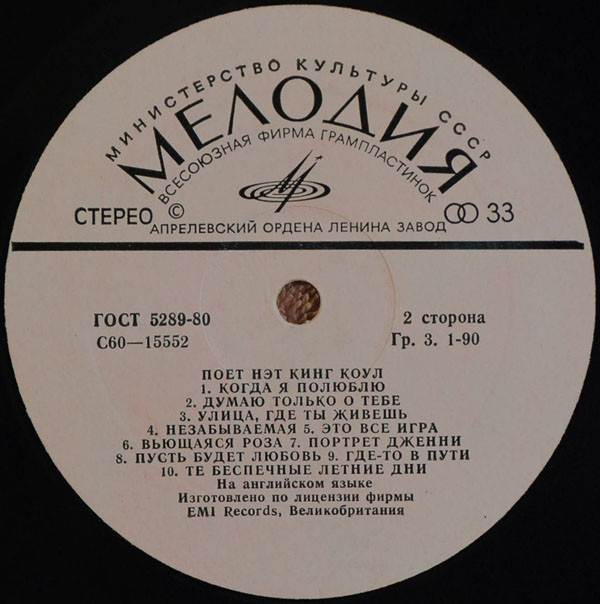 МИНИСТЕРСТВО КУЛЬТУРЫ СССР
МЕЛОДИЯ
ВСЕСОЮЗНАЯ ФИРМА ГРАМПЛАСТИНОК
СТЕРЕО © 33
АПРЕЛЕВСКИЙ ОРДЕНА ЛЕНИНА ЗАВОД
ГОСТ 5289-80 2 сторона
С60—15552 Гр. 3. 1-90
ПОЕТ НЭТ КИНГ КОУЛ
1. КОГДА Я ПОЛЮБЛЮ
2. ДУМАЮ ТОЛЬКО О ТЕБЕ
3. УЛИЦА, ГДЕ ТЫ ЖИВЕШЬ
4. НЕЗАБЫВАЕМАЯ 5. ЭТО ВСЕ ИГРА
6. ВЬЮЩАЯСЯ РОЗА 7. ПОРТРЕТ ДЖЕННИ
8. ПУСТЬ БУДЕТ ЛЮБОВЬ 9. ГДЕ-ТО В ПУТИ
10. ТЕ БЕСПЕЧНЫЕ ЛЕТНИЕ ДНИ
На английском языке
Изготовлено по лицензии фирмы
EMI Records, Великобритания